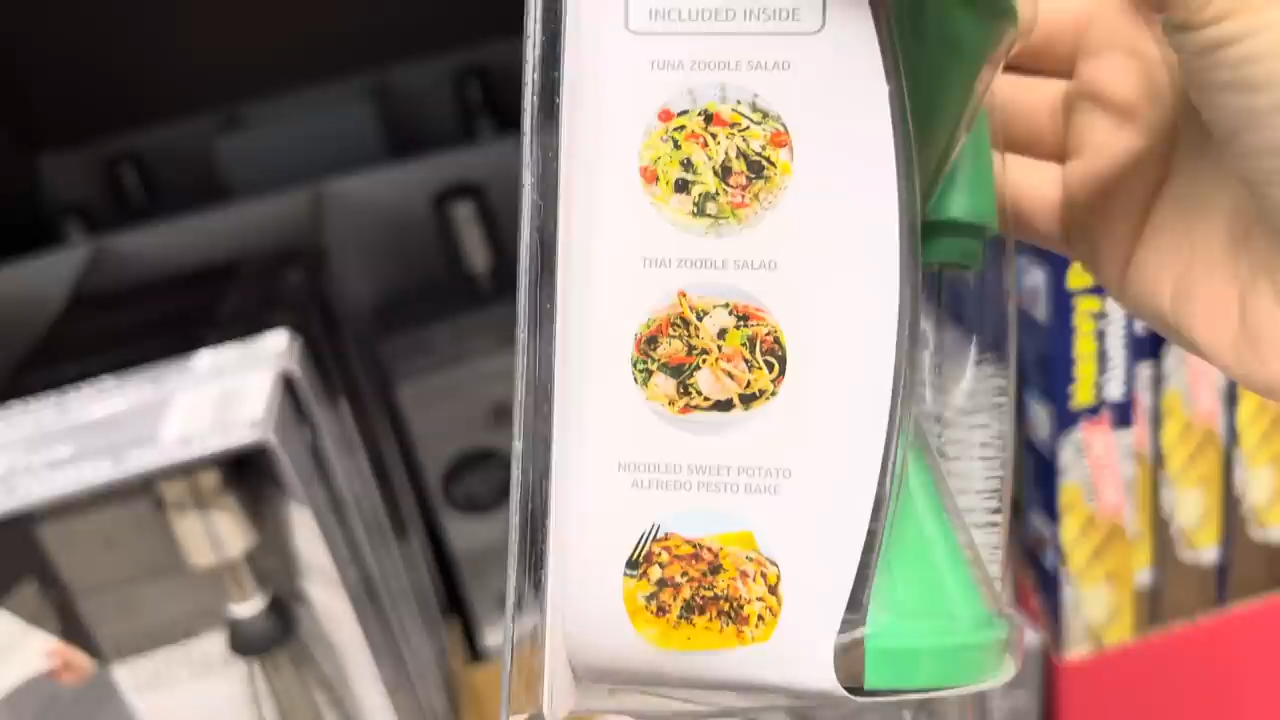 INCLUDED INSIDE
TUNA ZOODLE SALAD
THAI ZOODLE SALAD
NOODLED SWEET POTATO
ALFREDO PESTO BAKE